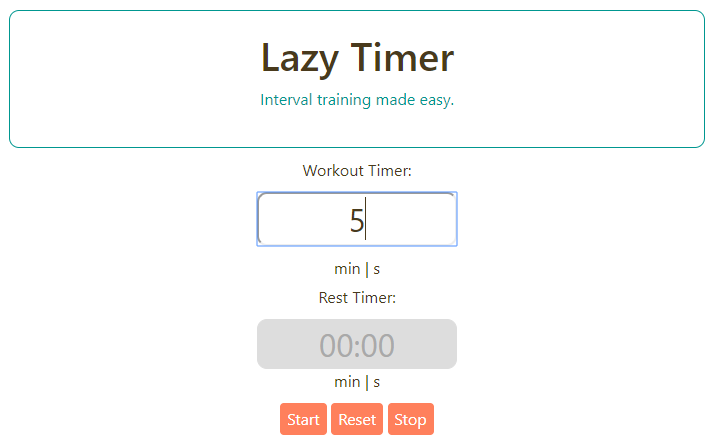 Lazy Timer
Interval training made easy.
Workout Timer:
5
min | s
Rest Timer:
00:00
min | s
Start Reset Stop